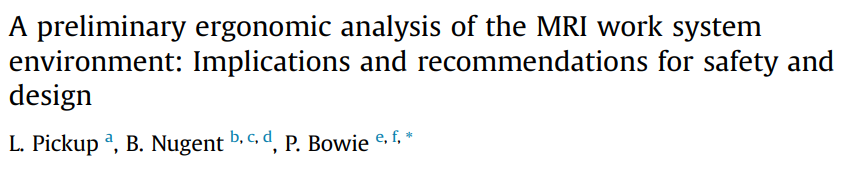 A preliminary ergonomic analysis of the MRI work system
environment: Implications and recommendations for safety and
design
L. Pickup a, B. Nugent b, c, d, P. Bowie e, f, *